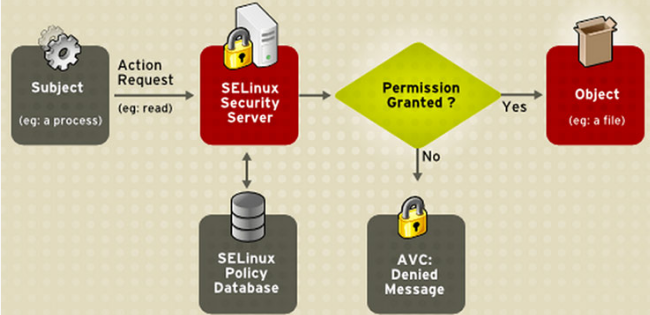 Subject
(eg: a process)
Action
Request
(eg: read)
SELinux
Security
Server
Permission
Granted ?
Yes
Object
(eg: a file)
No
SELinux
Policy
Database
AVC:
Denied
Message